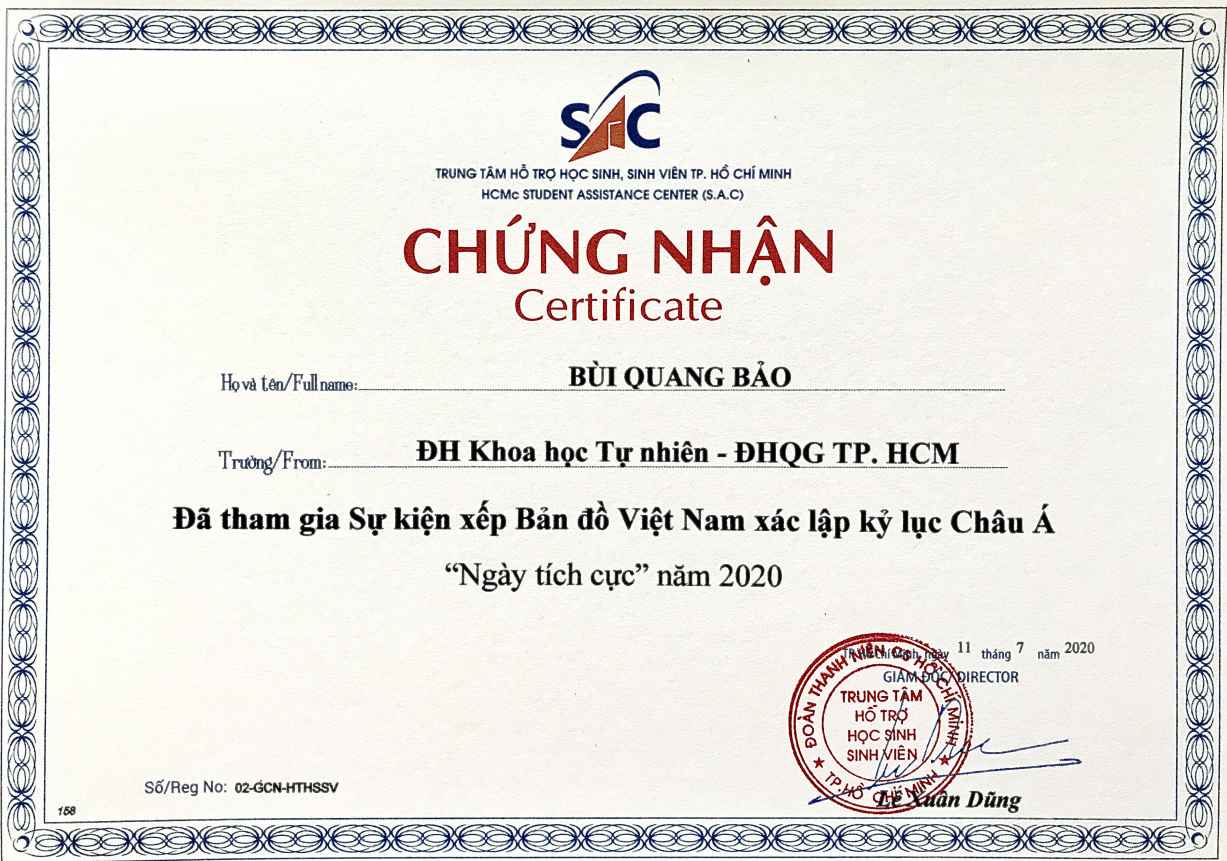 SAC
TRUNG TÂM HỖ TRỢ HỌC SINH, SINH VIÊN TP. HỒ CHÍ MINH
HCMc STUDENT ASSISTANCE CENTER (S.A.C)
CHỨNG NHẬN
Certificate
Họ và tên/Full name: BÙI QUANG BẢO
Trường/From: ĐH Khoa học Tự nhiên - ĐHQG TP. HCM
Đã tham gia Sự kiện xếp Bản đồ Việt Nam xác lập kỷ lục Châu Á
“Ngày tích cực” năm 2020
TP. Hồ Chí Minh, ngày 11 tháng 7 năm 2020
GIÁM ĐỐC/ DIRECTOR
ĐOÀN THANH NIÊN CS HỒ CHÍ MINH
TRUNG TÂM
HỖ TRỢ
HỌC SINH
SINH VIÊN
★ TP. HỒ CHÍ MINH ★
Lê Xuân Dũng
Số/Reg No: 02-GCN-HTHSSV
158